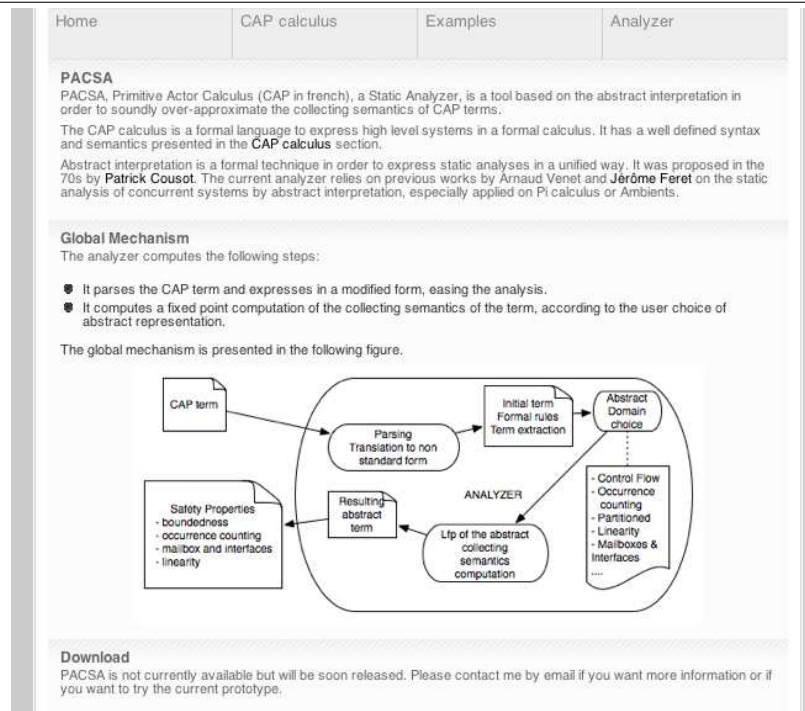 Home CAP calculus Examples Analyzer
PACSA
PACSA, Primitive Actor Calculus (CAP in french), a Static Analyzer, is a tool based on the abstract interpretation in
order to soundly over-approximate the collecting semantics of CAP terms.
The CAP calculus is a formal language to express high level systems in a formal calculus. It has a well defined syntax
and semantics presented in the CAP calculus section.
Abstract interpretation is a formal technique in order to express static analyses in a unified way. It was proposed in the
70s by Patrick Cousot. The current analyzer relies on previous works by Arnaud Venet and Jérôme Feret on the static
analysis of concurrent systems by abstract interpretation, especially applied on Pi calculus or Ambients.
Global Mechanism
The analyzer computes the following steps:
It parses the CAP term and expresses in a modified form, easing the analysis.
It computes a fixed point computation of the collecting semantics of the term, according to the user choice of
abstract representation.
The global mechanism is presented in the following figure.
CAP term
Parsing
Translation to non
standard form
Initial term
Formal rules
Term extraction
Abstract
Domain
choice
- Control Flow
- Occurrence
counting
- Partitioned
- Linearity
- Mailboxes &
Interfaces
....
ANALYZER
Lfp of the abstract
collecting
semantics
computation
Resulting
abstract
term
Safety Properties
- boundedness
- occurrence counting
- mailbox and interfaces
- linearity
Download
PACSA is not currently available but will be soon released. Please contact me by email if you want more information or if
you want to try the current prototype.